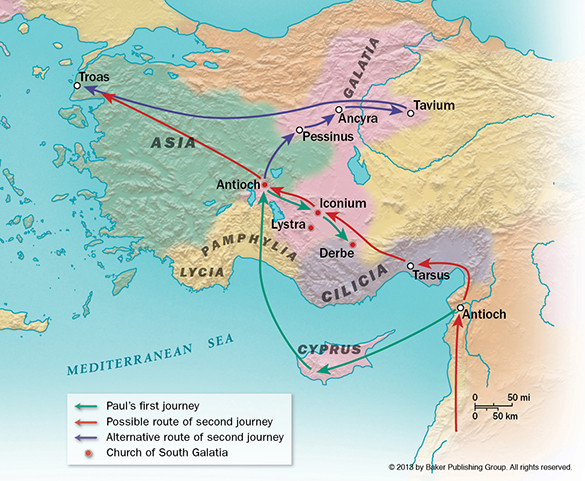 GALATIA
Troas
Tavium
Ancyra
Pessinus
ASIA
Antioch
Iconium
Lystra
Derbe
PAMPHYLIA
LYCIA
CILICIA
Tarsus
Antioch
CYPRUS
MEDITERRANEAN SEA
0 50 mi
0 50 km
Paul's first journey
Possible route of second journey
Alternative route of second journey
Church of South Galatia
© 2013 by Baker Publishing Group. All rights reserved.